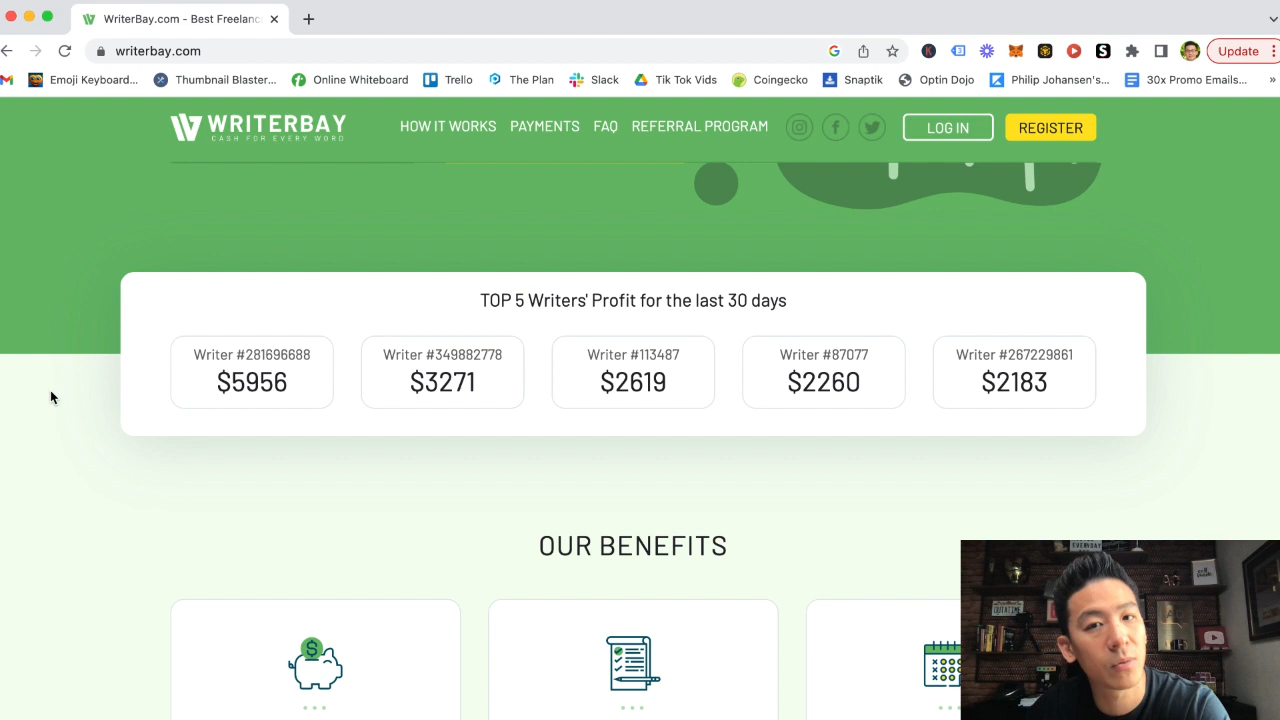 WriterBay.com - Best Freelanc
writerbay.com
Update
Emoji Keyboard... Thumbnail Blaster... Online Whiteboard Trello The Plan Slack Tik Tok Vids Coingecko Snaptik Optin Dojo Philip Johansen's... 30x Promo Emails... »
WRITERBAY
CASH FOR EVERY WORD
HOW IT WORKS PAYMENTS FAQ REFERRAL PROGRAM LOG IN REGISTER
TOP 5 Writers' Profit for the last 30 days
Writer #281696688 Writer #349882778 Writer #113487 Writer #87077 Writer #267229861
$5956 $3271 $2619 $2260 $2183
OUR BENEFITS
EVERYDAY
OUTATIME